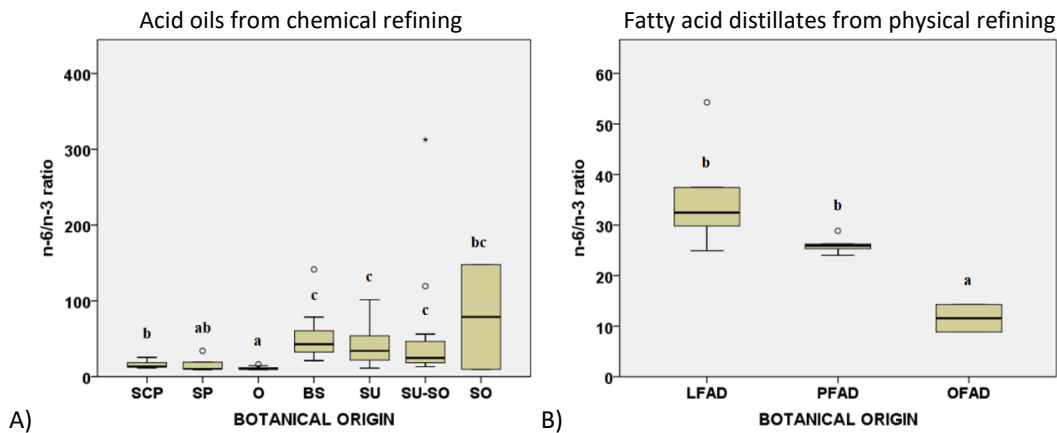 Acid oils from chemical refining
400
300
200
100
0
n-6/n-3 ratio
*
b
ab
a
c
c
c
bc
SCP SP O BS SU SU-SO SO
BOTANICAL ORIGIN
A)
Fatty acid distillates from physical refining
60
50
40
30
20
10
0
n-6/n-3 ratio
b
b
a
LFAD PFAD OFAD
BOTANICAL ORIGIN
B)